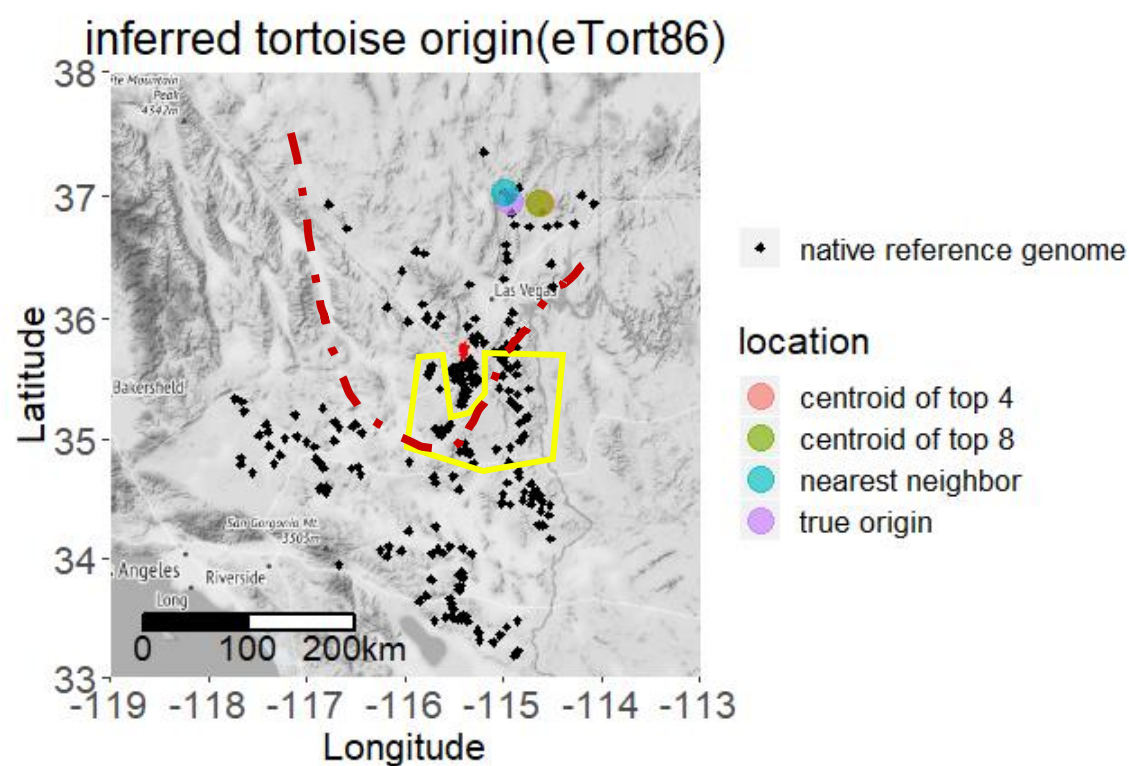 inferred tortoise origin(eTort86)
38
37
36
35
34
33
Latitude
-119 -118 -117 -116 -115 -114 -113
Longitude
Peak
4342m
Las Vegas
San Gorgonio Mt.
3505m
Angeles
Riverside
Long
0 100 200km
native reference genome
location
centroid of top 4
centroid of top 8
nearest neighbor
true origin